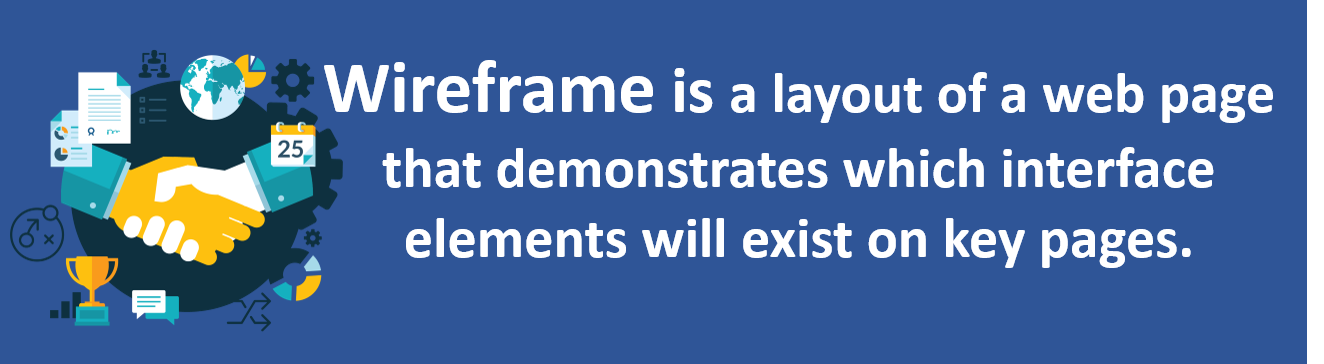 Wireframe is a layout of a web page
that demonstrates which interface
elements will exist on key pages.
25